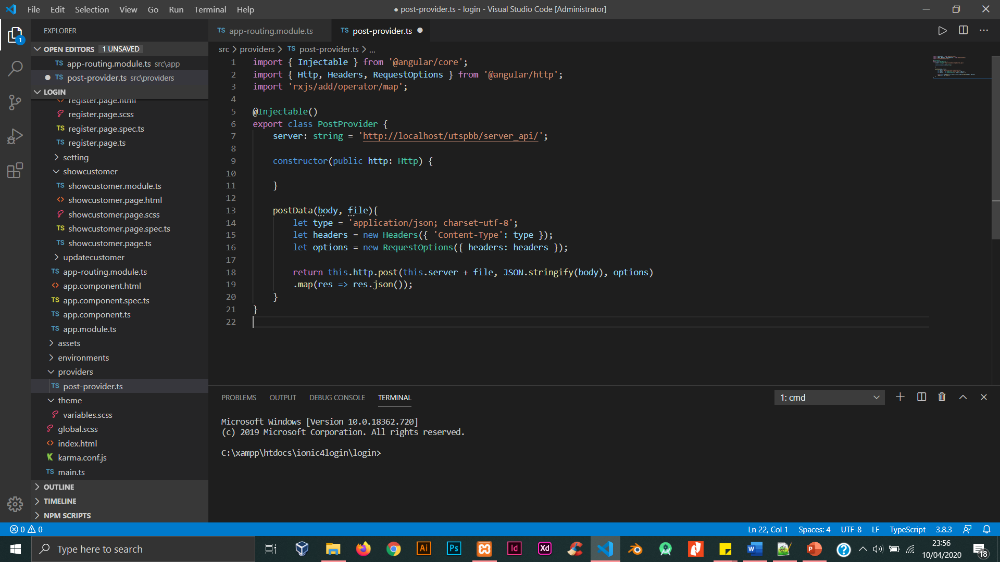 File Edit Selection View Go Run Terminal Help
● post-provider.ts - login - Visual Studio Code [Administrator]
EXPLORER
OPEN EDITORS 1 UNSAVED
TS app-routing.module.ts src\app
TS post-provider.ts src\providers
LOGIN
register.page.html
register.page.scss
TS register.page.spec.ts
TS register.page.ts
setting
showcustomer
TS showcustomer.module.ts
showcustomer.page.html
showcustomer.page.scss
TS showcustomer.page.spec.ts
TS showcustomer.page.ts
updatecustomer
TS app-routing.module.ts
app.component.html
TS app.component.spec.ts
TS app.component.ts
TS app.module.ts
assets
environments
providers
TS post-provider.ts
theme
variables.scss
global.scss
index.html
karma.conf.js
TS main.ts
OUTLINE
TIMELINE
NPM SCRIPTS
TS app-routing.module.ts
TS post-provider.ts
src > providers > TS post-provider.ts > ...
1 import { Injectable } from '@angular/core';
2 import { Http, Headers, RequestOptions } from '@angular/http';
3 import 'rxjs/add/operator/map';
4
5 @Injectable()
6 export class PostProvider {
7 server: string = 'http://localhost/utspbb/server_api/';
8
9 constructor(public http: Http) {
10
11 }
12
13 postData(body, file){
14 let type = 'application/json; charset=utf-8';
15 let headers = new Headers({ 'Content-Type': type });
16 let options = new RequestOptions({ headers: headers });
17
18 return this.http.post(this.server + file, JSON.stringify(body), options)
19 .map(res => res.json());
20 }
21 }
22
PROBLEMS OUTPUT DEBUG CONSOLE TERMINAL
1: cmd
Microsoft Windows [Version 10.0.18362.720]
(c) 2019 Microsoft Corporation. All rights reserved.
C:\xampp\htdocs\ionic4login\login>
0 0
Ln 22, Col 1 Spaces: 4 UTF-8 LF TypeScript 3.8.3
Type here to search
Ai Ps Id Xd
23:56
10/04/2020
18